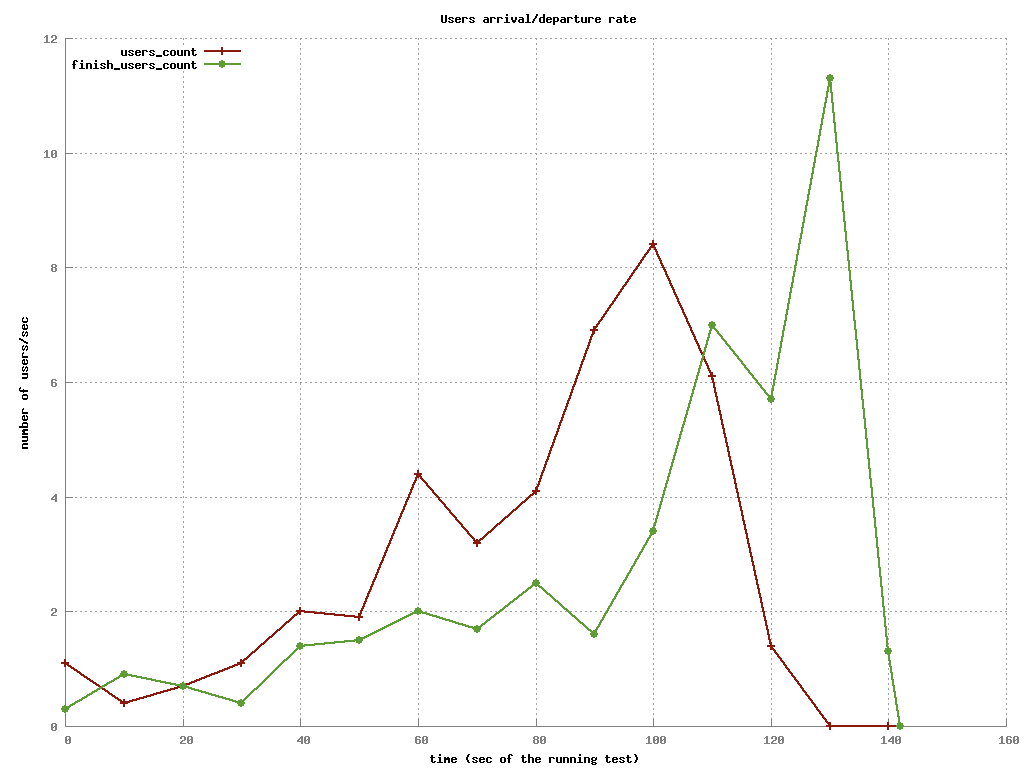 Users arrival/departure rate
12
users_count
finish_users_count
10
8
number of users/sec
6
4
2
0
0 20 40 60 80 100 120 140 160
time (sec of the running test)